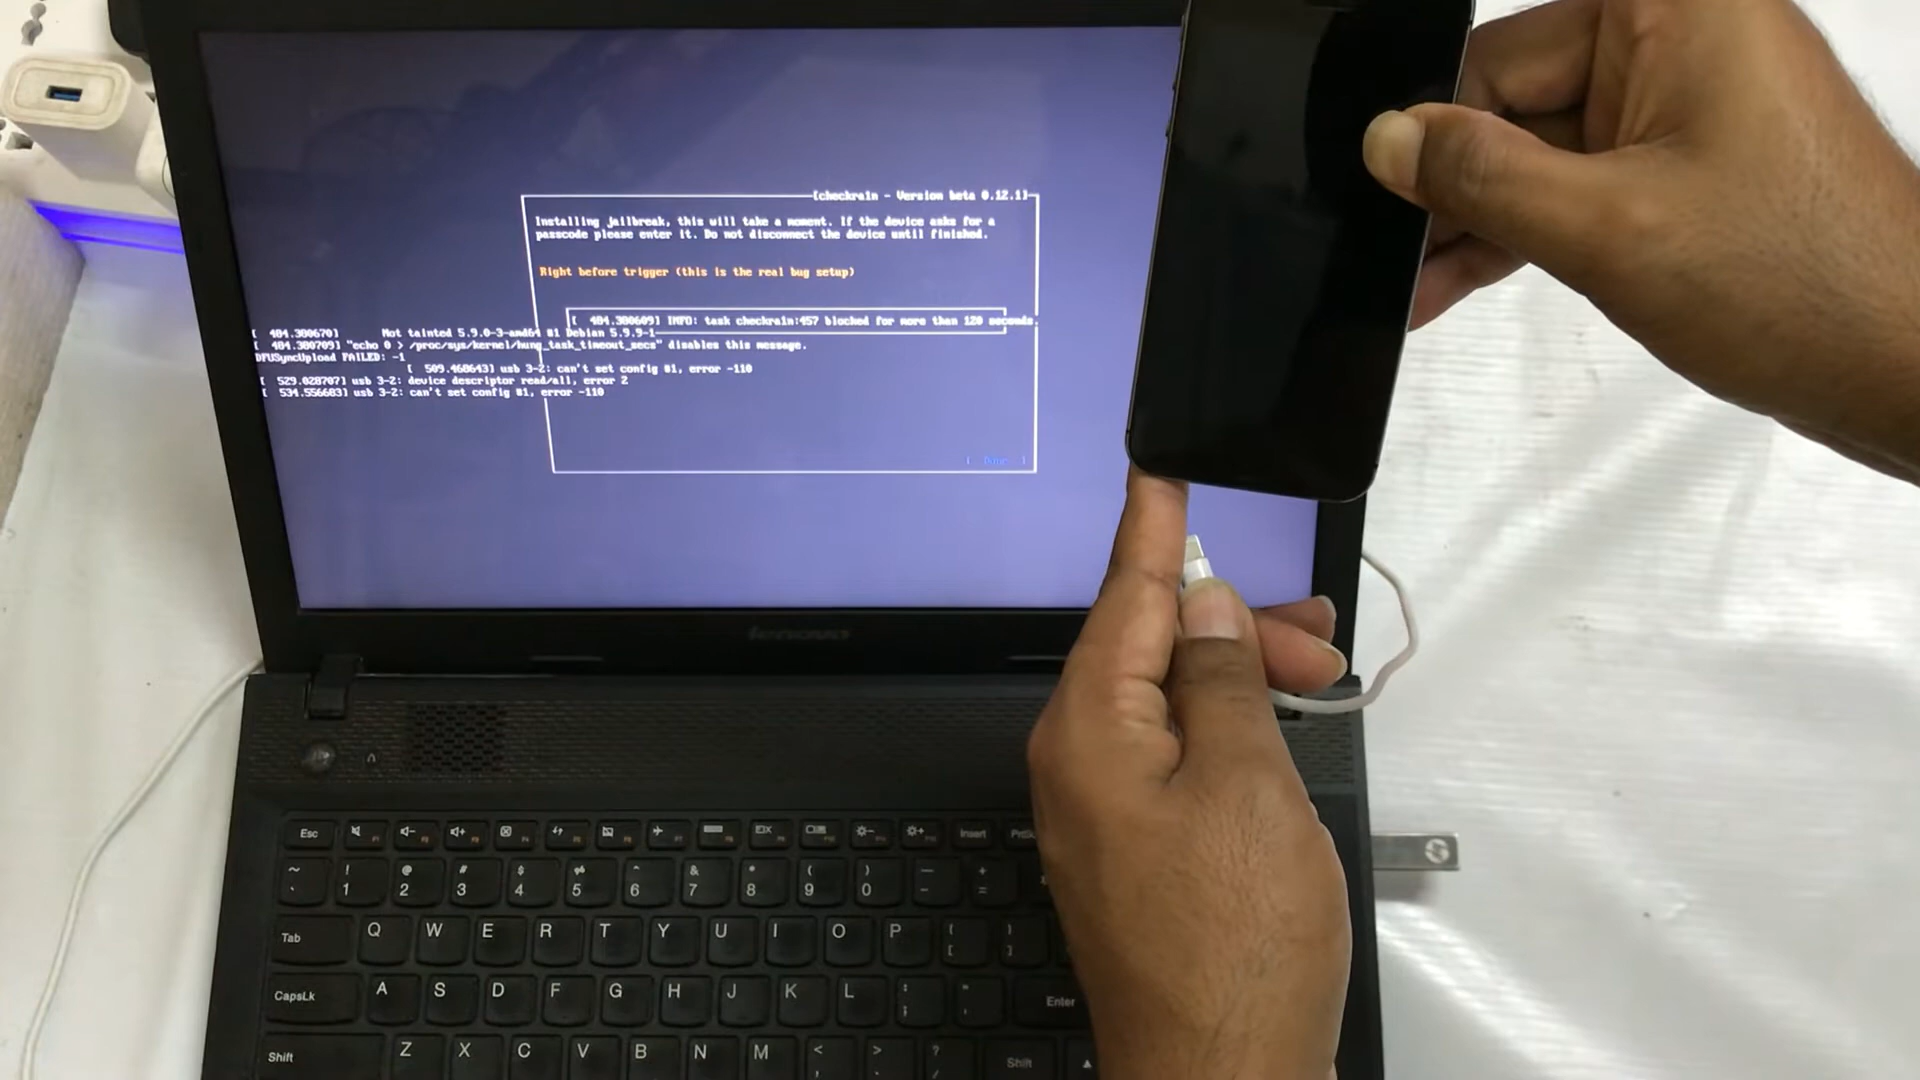 [checkra1n - Version beta 0.12.1]
Installing jailbreak, this will take a moment. If the device asks for a
passcode please enter it. Do not disconnect the device until finished.
Right before trigger (this is the real bug setup)
[ 484.380609] INFO: task checkra1n:457 blocked for more than 120 seconds.
[ 484.380670] Not tainted 5.9.0-3-amd64 #1 Debian 5.9.9-1
[ 484.380709] "echo 0 > /proc/sys/kernel/hung_task_timeout_secs" disables this message.
DFUSyncUpload FAILED: -1
[ 509.468643] usb 3-2: can't set config #1, error -110
[ 529.028707] usb 3-2: device descriptor read/all, error 2
[ 534.556683] usb 3-2: can't set config #1, error -110
[ Done ]
lenovo
Esc Insert PrtSc
~ ! @ # $ % ^ & * ( ) — +
` 1 2 3 4 5 6 7 8 9 0 - =
Tab Q W E R T Y U I O P { [ } ]
CapsLk A S D F G H J K L : ; " ' Enter
Shift Z X C V B N M < , > . ? / Shift